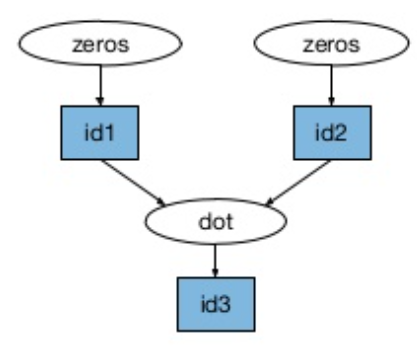 zeros
zeros
id1
id2
dot
id3